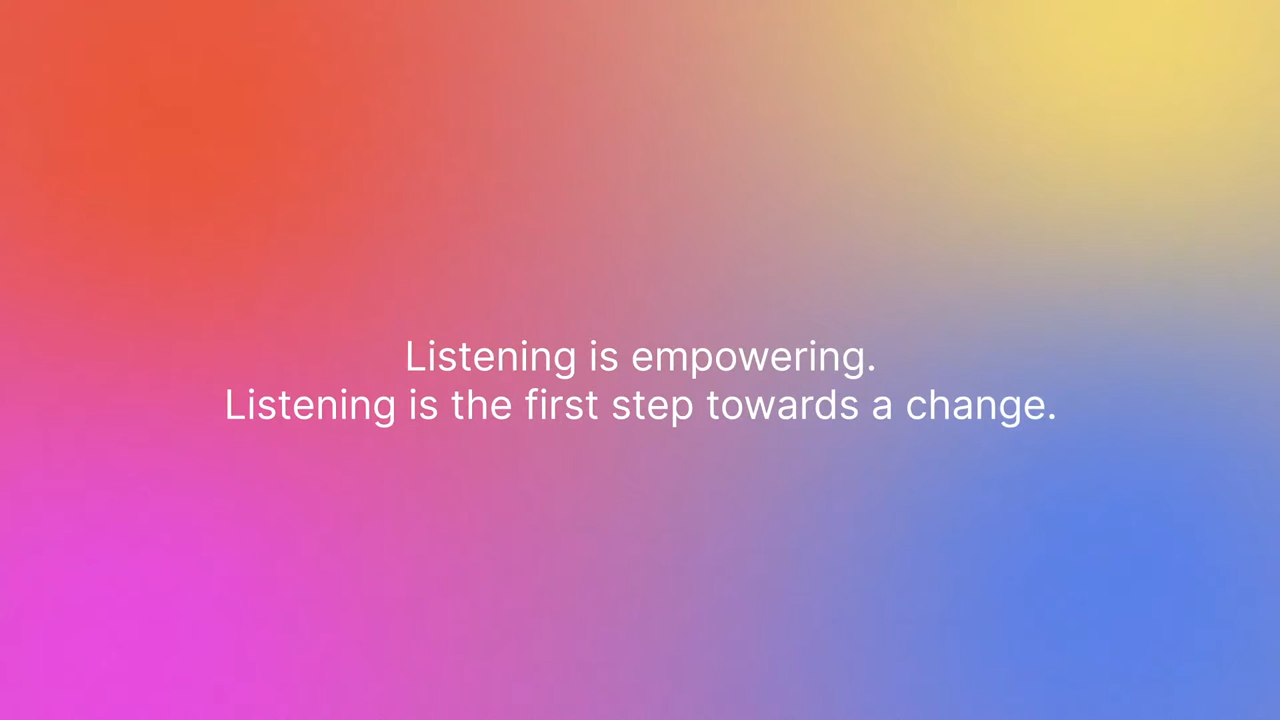 Listening is empowering.
Listening is the first step towards a change.